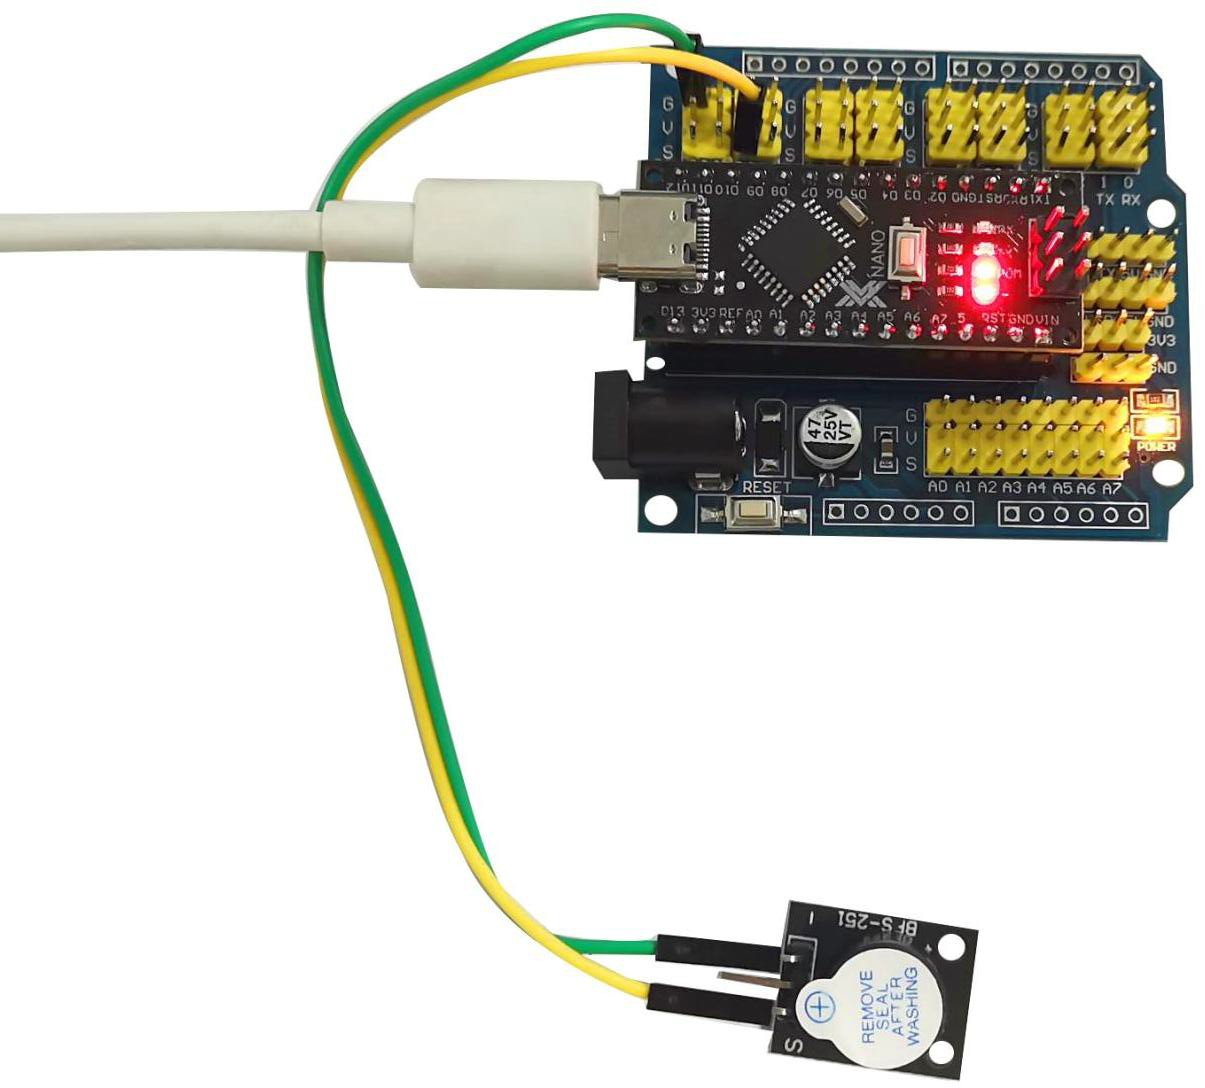 G
V
S
G
V
S
G
V
S
G
V
S
1 0
TX RX
D12 D11 D10 D9 D8 D7 D6 D5 D4 D3 D2 GND RST RX0 TX1
NANO
D13 3V3 REF A0 A1 A2 A3 A4 A5 A6 A7 5 RST GND VIN
GND
3V3
GND
47
25V
VT
G
V
S
POWER
A0 A1 A2 A3 A4 A5 A6 A7
RESET
BFS-251
-
+
REMOVE
SEAL
AFTER
WASHING
S